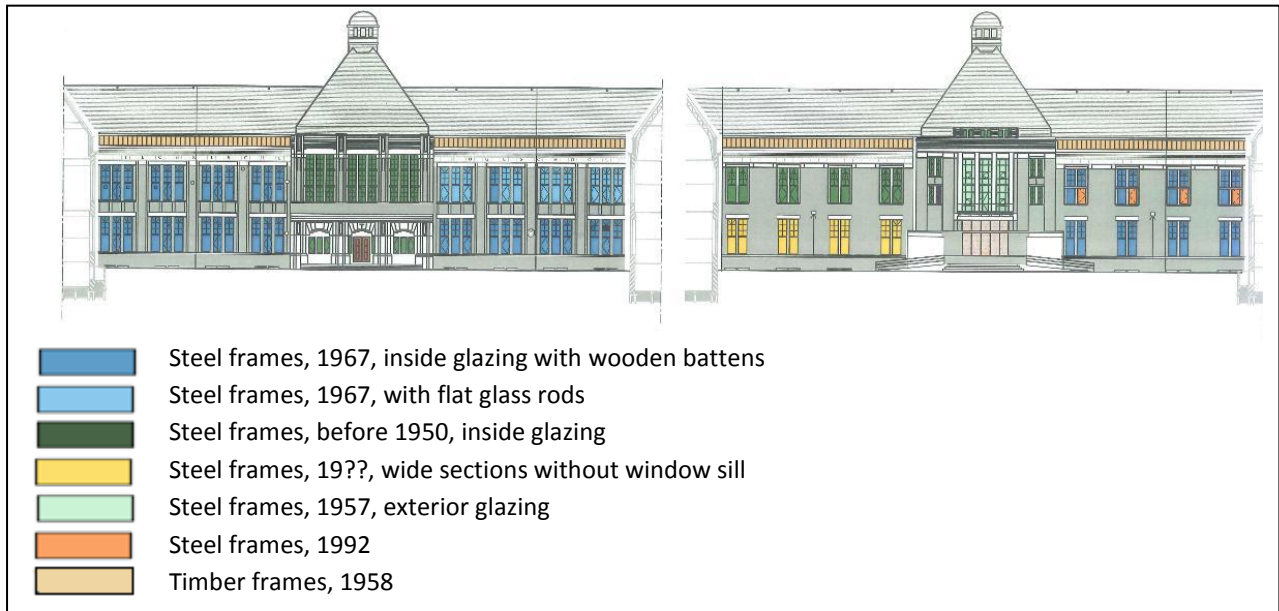 Steel frames, 1967, inside glazing with wooden battens
Steel frames, 1967, with flat glass rods
Steel frames, before 1950, inside glazing
Steel frames, 19??, wide sections without window sill
Steel frames, 1957, exterior glazing
Steel frames, 1992
Timber frames, 1958